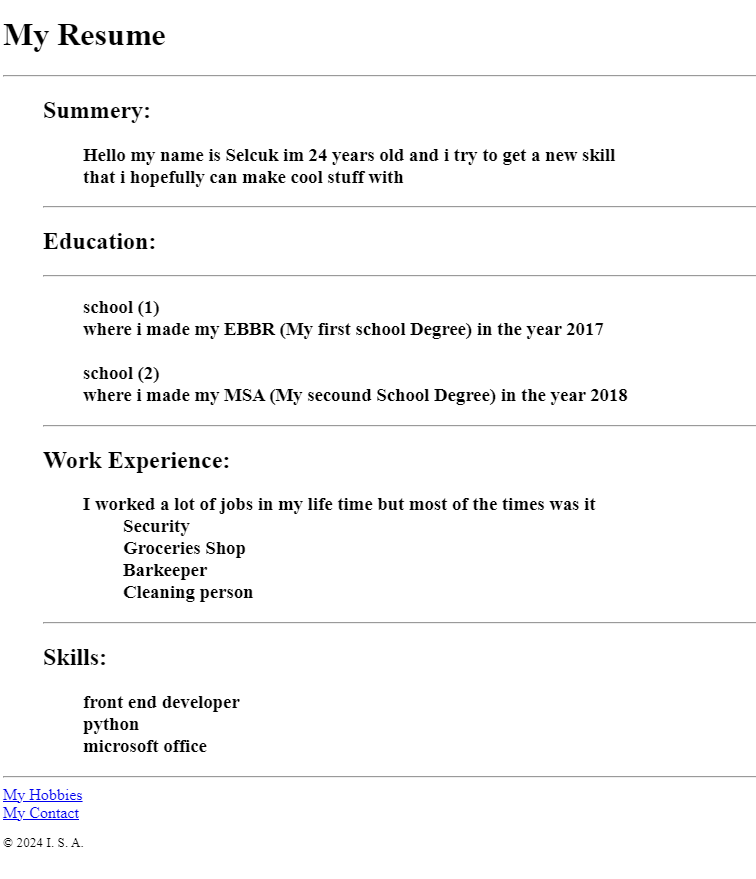 My Resume
Summery:
Hello my name is Selcuk im 24 years old and i try to get a new skill
that i hopefully can make cool stuff with
Education:
school (1)
where i made my EBBR (My first school Degree) in the year 2017
school (2)
where i made my MSA (My secound School Degree) in the year 2018
Work Experience:
I worked a lot of jobs in my life time but most of the times was it
Security
Groceries Shop
Barkeeper
Cleaning person
Skills:
front end developer
python
microsoft office
My Hobbies
My Contact
© 2024 I. S. A.